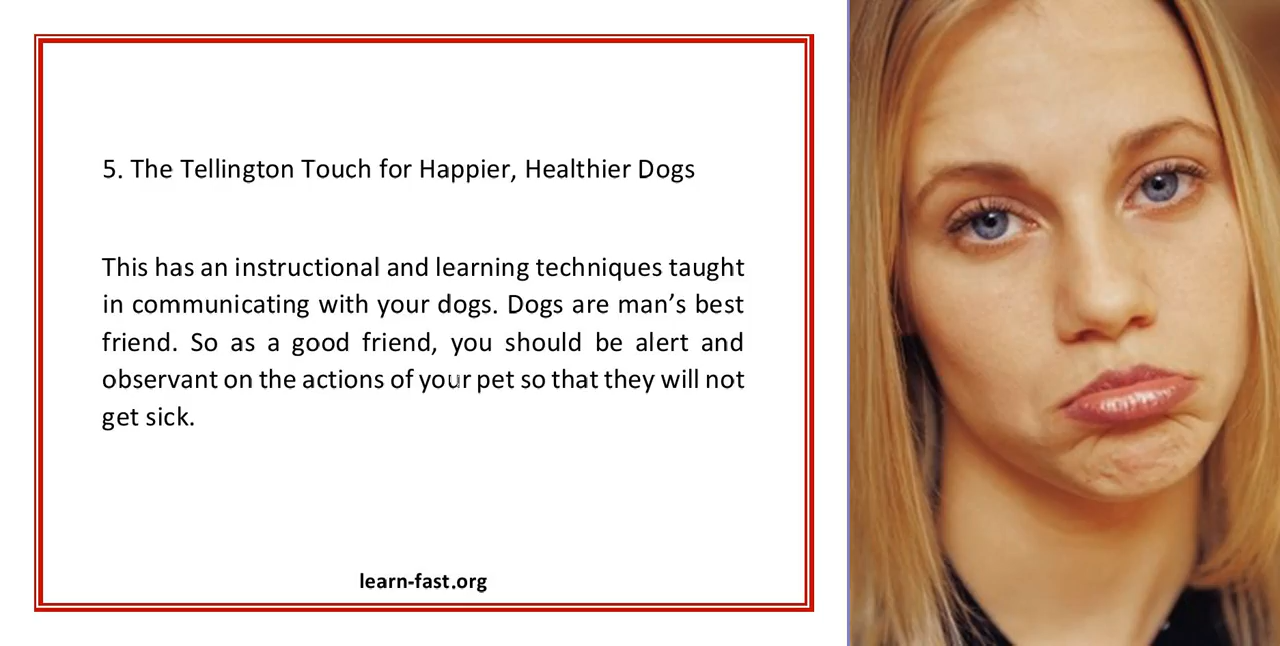 5. The Tellington Touch for Happier, Healthier Dogs
This has an instructional and learning techniques taught
in communicating with your dogs. Dogs are man’s best
friend. So as a good friend, you should be alert and
observant on the actions of your pet so that they will not
get sick.
learn-fast.org